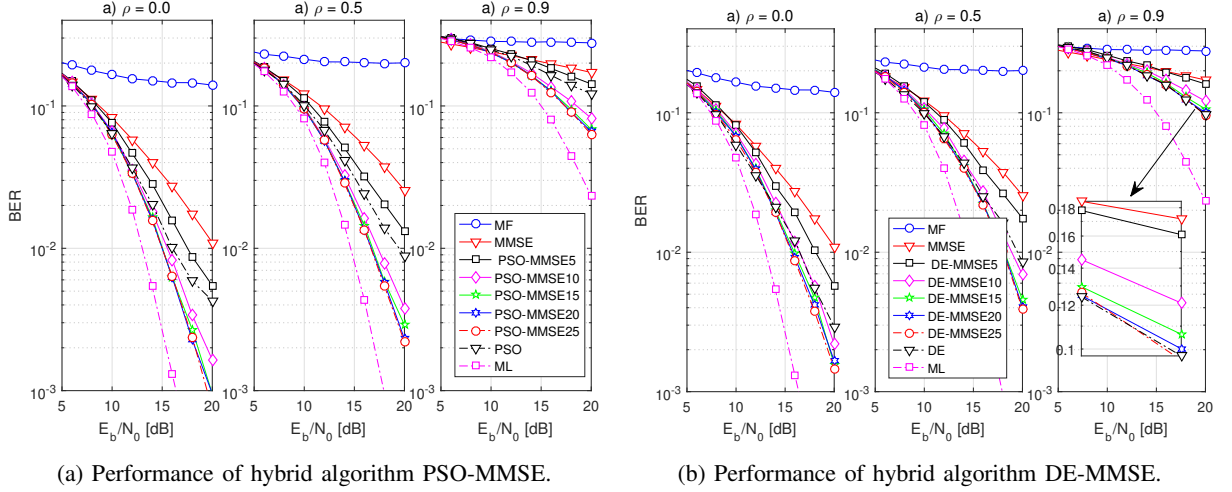 a) ρ = 0.0
a) ρ = 0.5
a) ρ = 0.9
BER
10^-1
10^-2
10^-3
10^-1
10^-2
10^-3
10^-1
10^-2
10^-3
5 10 15 20
5 10 15 20
5 10 15 20
E_b/N_0 [dB]
E_b/N_0 [dB]
E_b/N_0 [dB]
MF
MMSE
PSO-MMSE5
PSO-MMSE10
PSO-MMSE15
PSO-MMSE20
PSO-MMSE25
PSO
ML
(a) Performance of hybrid algorithm PSO-MMSE.
a) ρ = 0.0
a) ρ = 0.5
a) ρ = 0.9
BER
10^-1
10^-2
10^-3
10^-1
10^-2
10^-3
10^-1
10^-2
10^-3
5 10 15 20
5 10 15 20
5 10 15 20
E_b/N_0 [dB]
E_b/N_0 [dB]
E_b/N_0 [dB]
MF
MMSE
DE-MMSE5
DE-MMSE10
DE-MMSE15
DE-MMSE20
DE-MMSE25
DE
ML
0.18
0.16
0.14
0.12
0.1
(b) Performance of hybrid algorithm DE-MMSE.